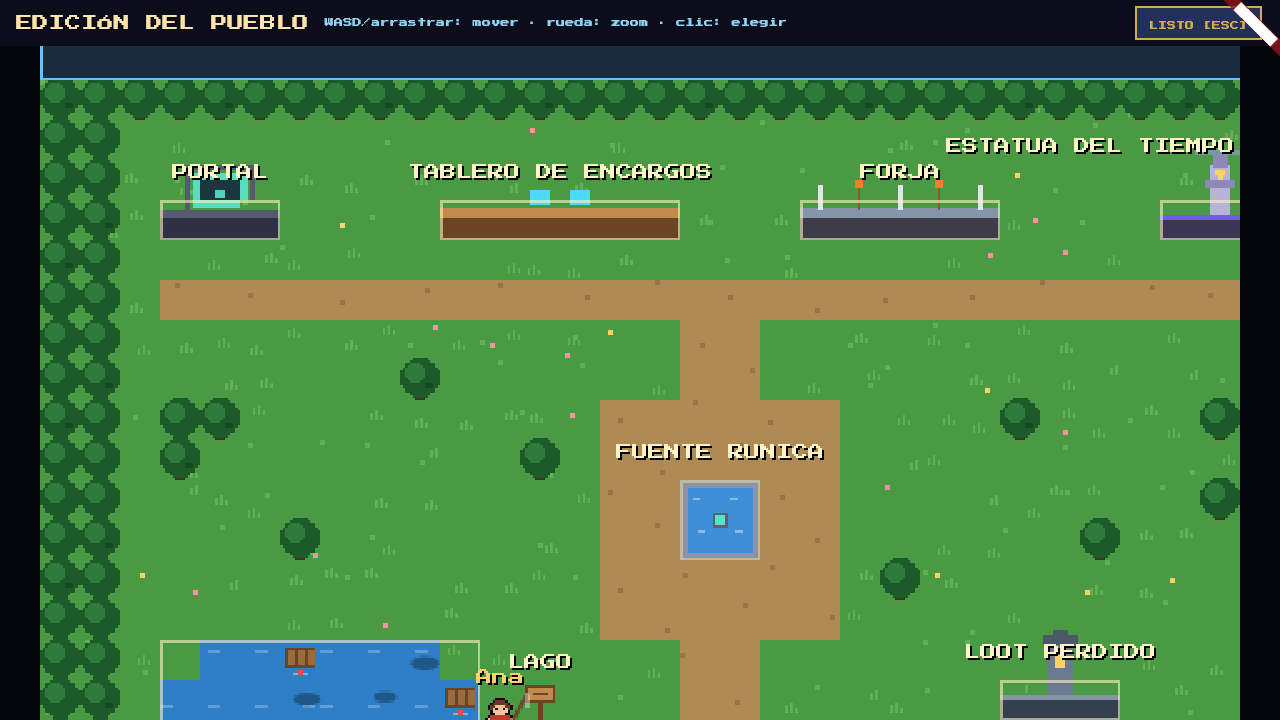 EDICIóN DEL PUEBLO WASD/arrastrar: mover · rueda: zoom · clic: elegir
LISTO [ESC]
ESTATUA DEL TIEMPO
PORTAL
TABLERO DE ENCARGOS
FORJA
FUENTE RUNICA
LAGO
LOOT PERDIDO
Ana